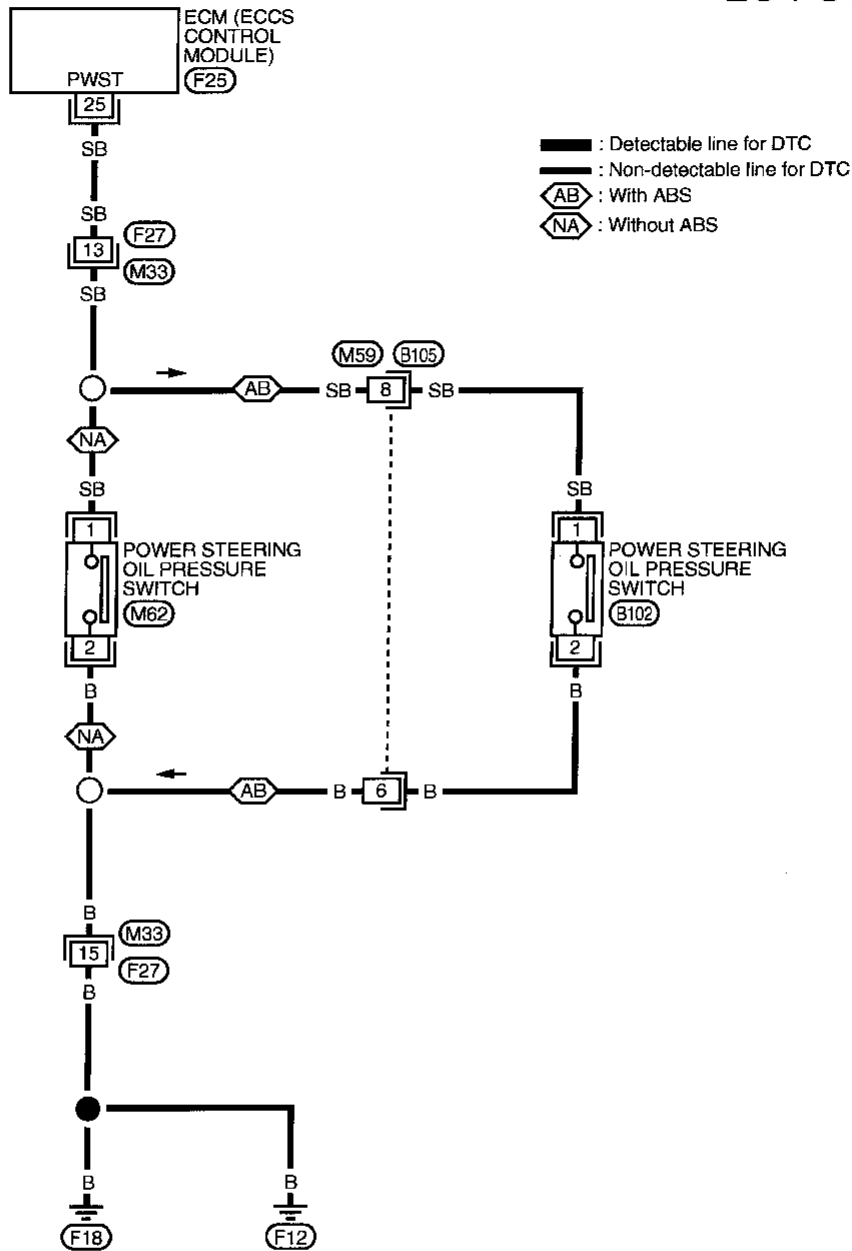 ECM (ECCS
CONTROL
MODULE)
PWST
F25
25
SB
: Detectable line for DTC
: Non-detectable line for DTC
AB : With ABS
NA : Without ABS
SB
13
F27
M33
SB
M59 B105
AB SB 8 SB
NA
SB SB
1 1
POWER STEERING
OIL PRESSURE
SWITCH
M62
POWER STEERING
OIL PRESSURE
SWITCH
B102
2 2
B B
NA
AB B 6 B
B
M33
15
F27
B
B B
F18 F12